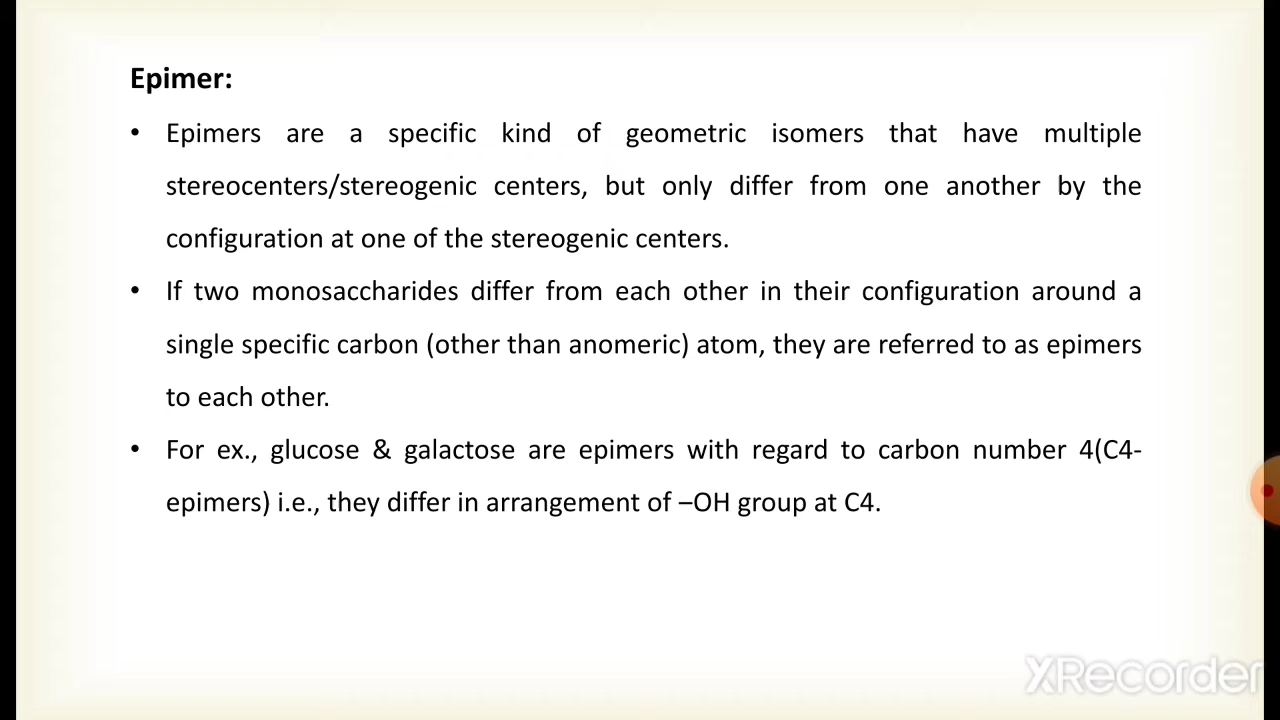 Epimer:
• Epimers are a specific kind of geometric isomers that have multiple
stereocenters/stereogenic centers, but only differ from one another by the
configuration at one of the stereogenic centers.
• If two monosaccharides differ from each other in their configuration around a
single specific carbon (other than anomeric) atom, they are referred to as epimers
to each other.
• For ex., glucose & galactose are epimers with regard to carbon number 4(C4-
epimers) i.e., they differ in arrangement of –OH group at C4.
XRecorder